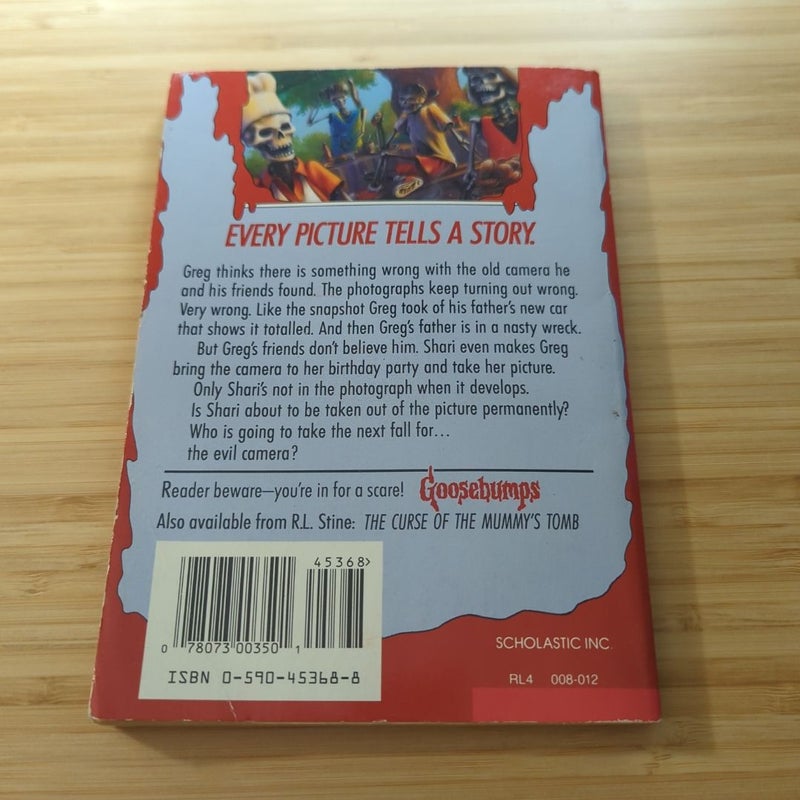 EVERY PICTURE TELLS A STORY.
Greg thinks there is something wrong with the old camera he
and his friends found. The photographs keep turning out wrong.
Very wrong. Like the snapshot Greg took of his father's new car
that shows it totalled. And then Greg's father is in a nasty wreck.
But Greg's friends don't believe him. Shari even makes Greg
bring the camera to her birthday party and take her picture.
Only Shari's not in the photograph when it develops.
Is Shari about to be taken out of the picture permanently?
Who is going to take the next fall for...
the evil camera?
Reader beware—you're in for a scare! Goosebumps
Also available from R.L. Stine: THE CURSE OF THE MUMMY'S TOMB
45368>
0 78073 00350 1
ISBN 0-590-45368-8
SCHOLASTIC INC.
RL4 008-012